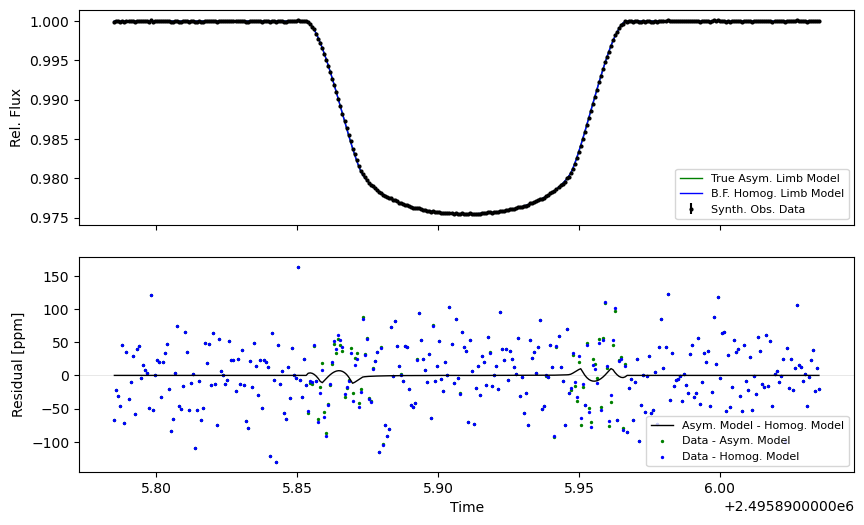 1.000
0.995
0.990
0.985
0.980
0.975
Rel. Flux
True Asym. Limb Model
B.F. Homog. Limb Model
Synth. Obs. Data
150
100
50
0
−50
−100
Residual [ppm]
Asym. Model - Homog. Model
Data - Asym. Model
Data - Homog. Model
5.80 5.85 5.90 5.95 6.00
Time
+2.4958900000e6